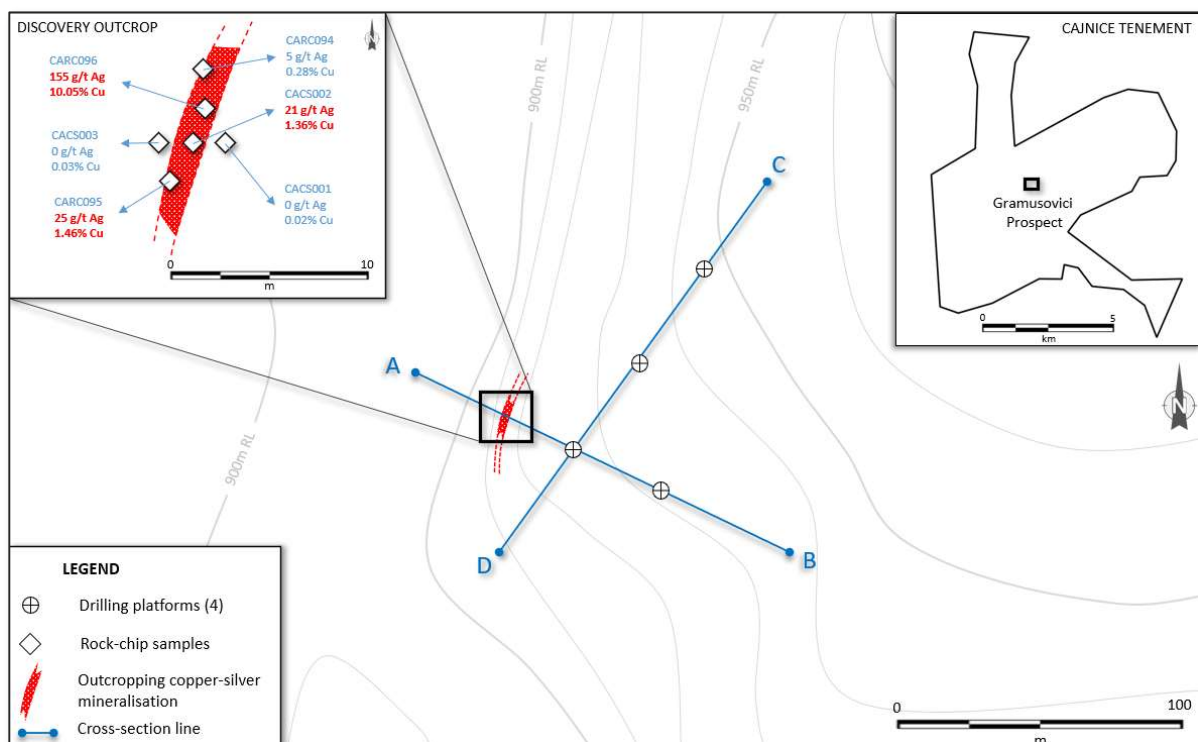 DISCOVERY OUTCROP
N
CARC094
5 g/t Ag
0.28% Cu
CARC096
155 g/t Ag
10.05% Cu
CACS002
21 g/t Ag
1.36% Cu
CACS003
0 g/t Ag
0.03% Cu
CACS001
0 g/t Ag
0.02% Cu
CARC095
25 g/t Ag
1.46% Cu
0 10
m
900m RL
950m RL
CAJNICE TENEMENT
Gramusovici
Prospect
0 5
km
N
C
A
900m RL
D
B
LEGEND
Drilling platforms (4)
Rock-chip samples
Outcropping copper-silver
mineralisation
Cross-section line
0 100
m